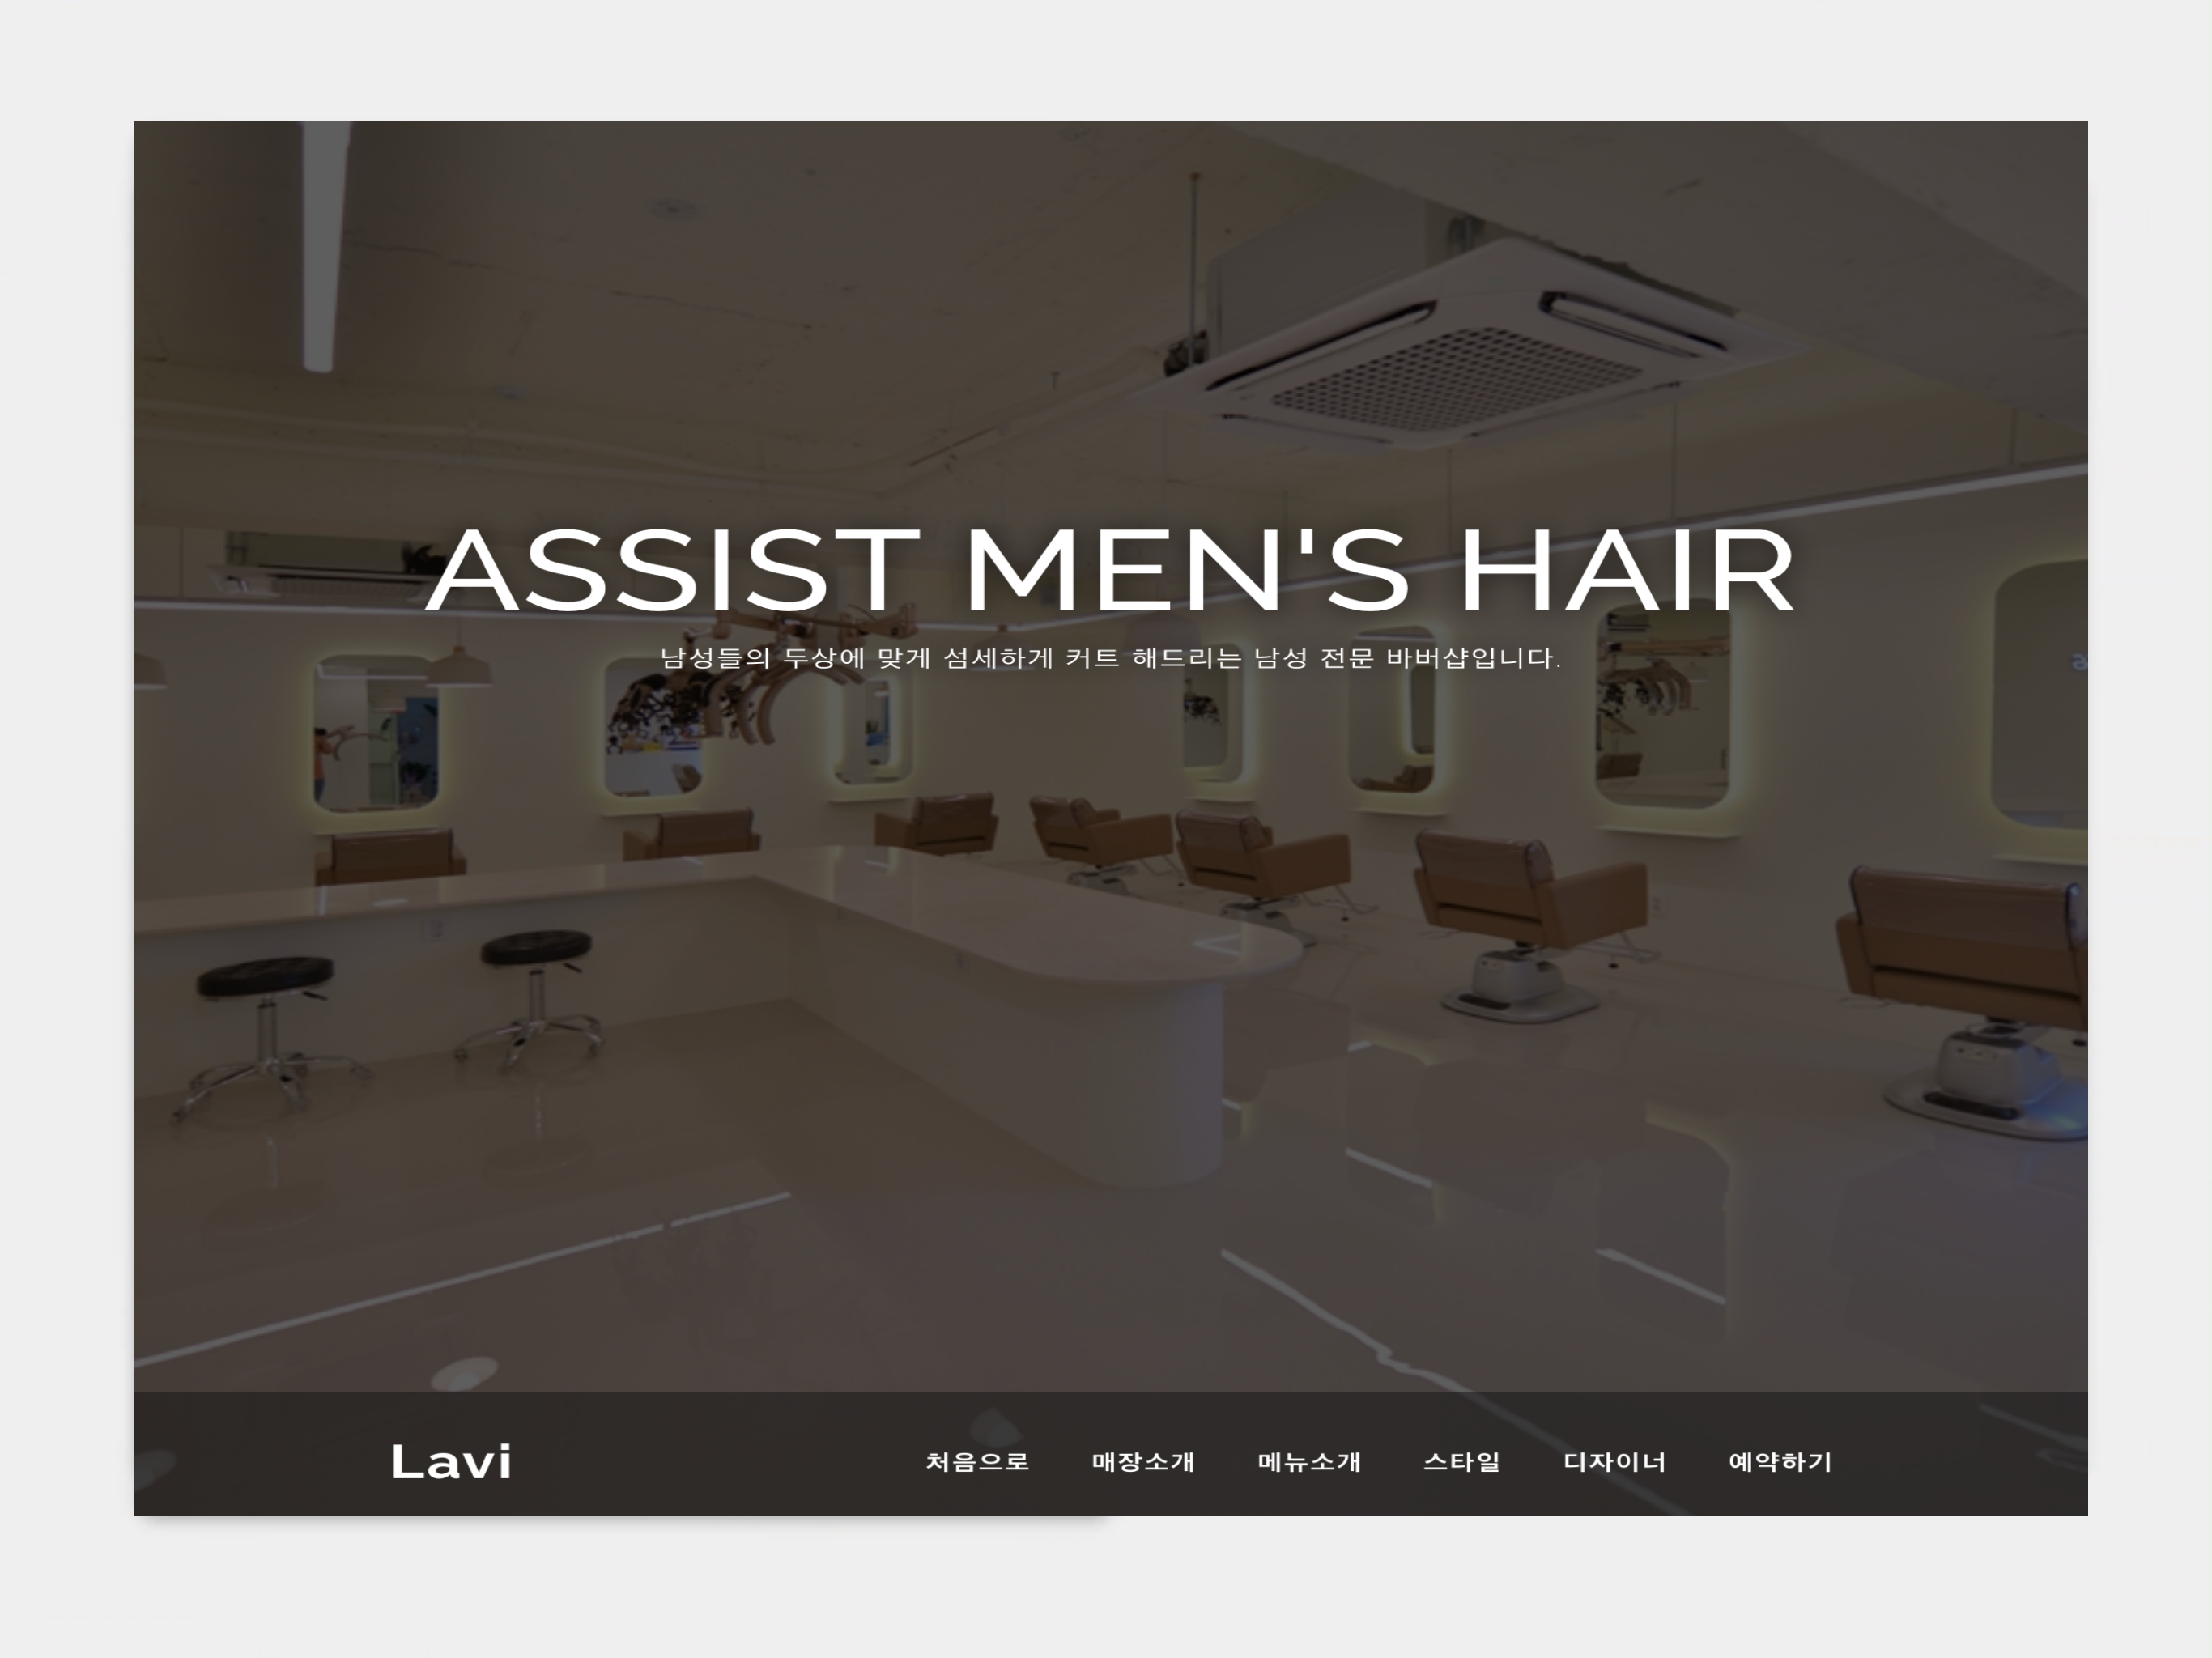 ASSIST MEN'S HAIR
남성들의 두상에 맞게 섬세하게 커트 해드리는 남성 전문 바버샵입니다.
Lavi 처음으로 매장소개 메뉴소개 스타일 디자이너 예약하기